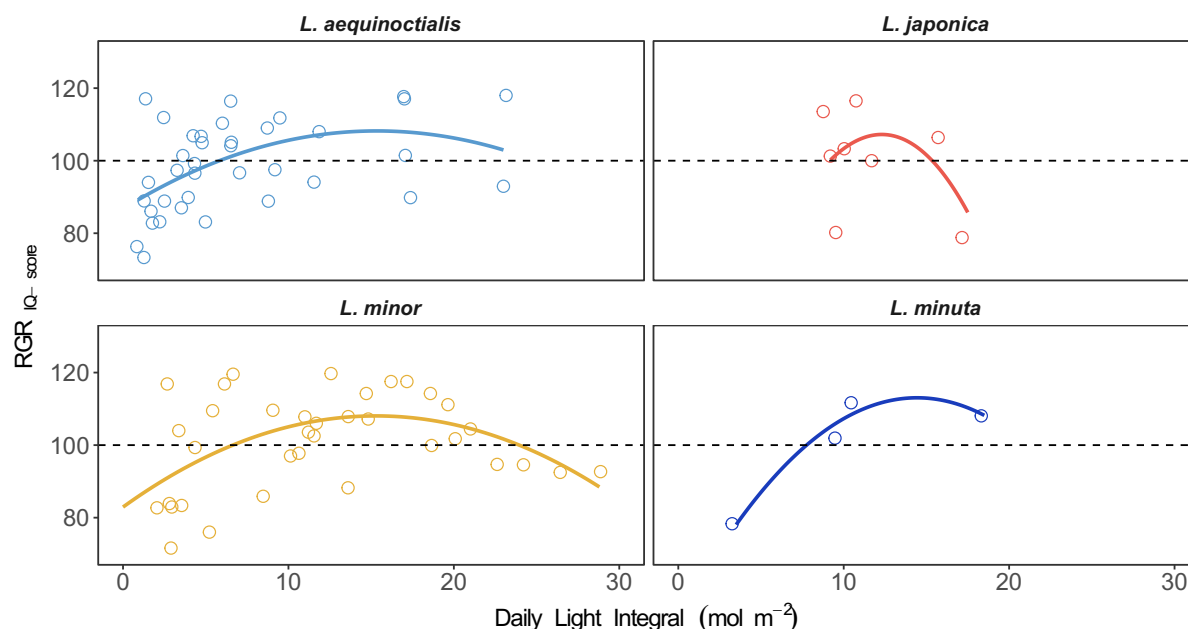 L. aequinoctialis
L. japonica
120
100
80
L. minor
L. minuta
120
100
80
0 10 20 30
0 10 20 30
RGR IQ− score
Daily Light Integral (mol m−2)